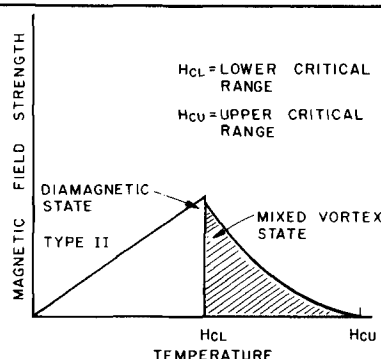 MAGNETIC FIELD STRENGTH
HCL = LOWER CRITICAL
RANGE
HCU = UPPER CRITICAL
RANGE
DIAMAGNETIC
STATE
TYPE II
MIXED VORTEX
STATE
HCL
HCU
TEMPERATURE